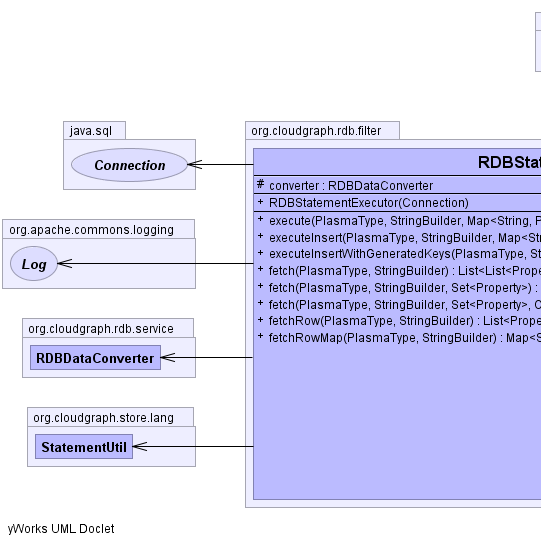 java.sql
Connection
org.apache.commons.logging
Log
org.cloudgraph.rdb.service
RDBDataConverter
org.cloudgraph.store.lang
StatementUtil
org.cloudgraph.rdb.filter
RDBStat
# converter : RDBDataConverter
+ RDBStatementExecutor(Connection)
+ execute(PlasmaType, StringBuilder, Map<String, P
+ executeInsert(PlasmaType, StringBuilder, Map<Str
+ executeInsertWithGeneratedKeys(PlasmaType, St
+ fetch(PlasmaType, StringBuilder) : List<List<Prope
+ fetch(PlasmaType, StringBuilder, Set<Property>) :
+ fetch(PlasmaType, StringBuilder, Set<Property>, C
+ fetchRow(PlasmaType, StringBuilder) : List<Prope
+ fetchRowMap(PlasmaType, StringBuilder) : Map<S
yWorks UML Doclet